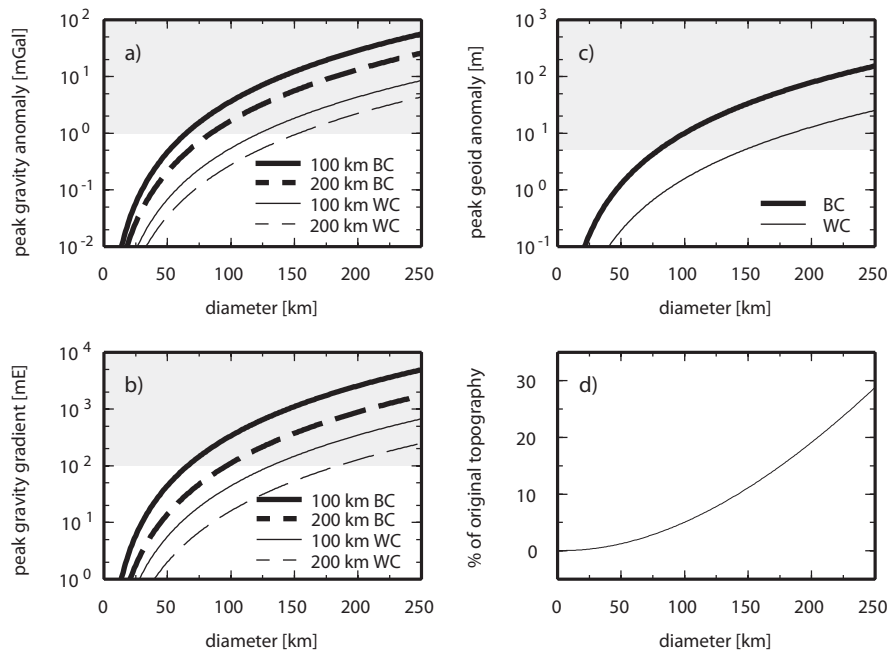 a)
peak gravity anomaly [mGal]
10^2
10^1
10^0
10^-1
10^-2
100 km BC
200 km BC
100 km WC
200 km WC
0 50 100 150 200 250
diameter [km]
c)
peak geoid anomaly [m]
10^3
10^2
10^1
10^0
10^-1
BC
WC
0 50 100 150 200 250
diameter [km]
b)
peak gravity gradient [mE]
10^4
10^3
10^2
10^1
10^0
100 km BC
200 km BC
100 km WC
200 km WC
0 50 100 150 200 250
diameter [km]
d)
% of original topography
30
25
20
15
10
5
0
0 50 100 150 200 250
diameter [km]